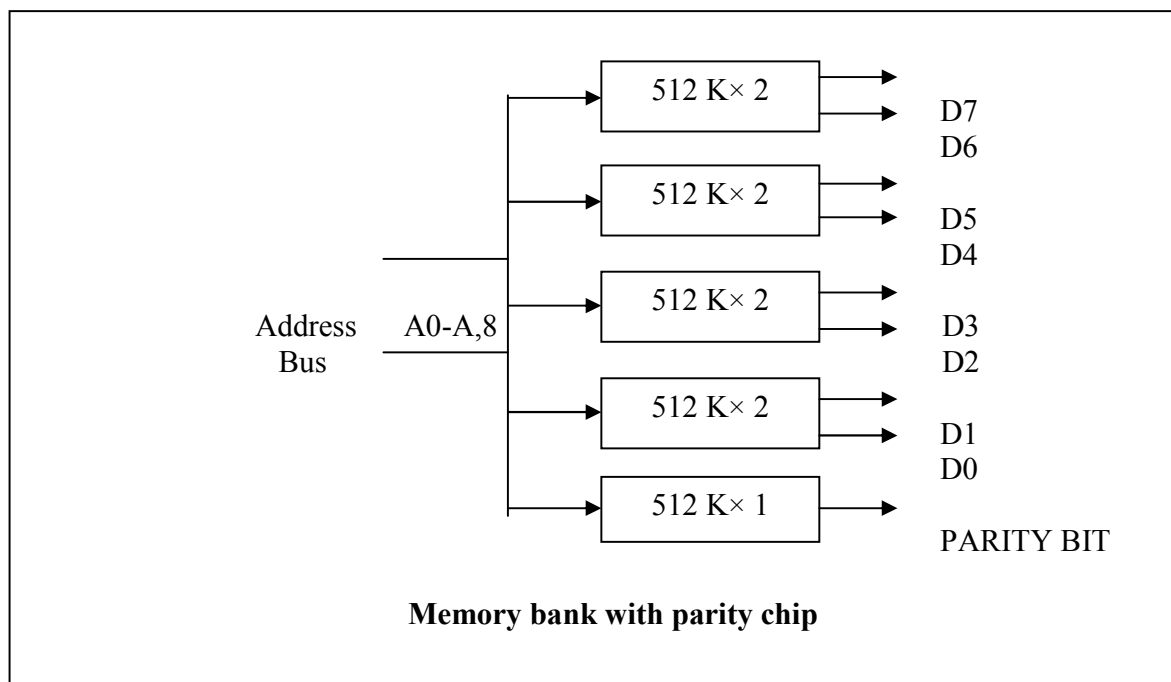 512 K× 2
D7
D6
512 K× 2
D5
D4
512 K× 2
Address Bus
A0-A,8
D3
D2
512 K× 2
D1
D0
512 K× 1
PARITY BIT
Memory bank with parity chip